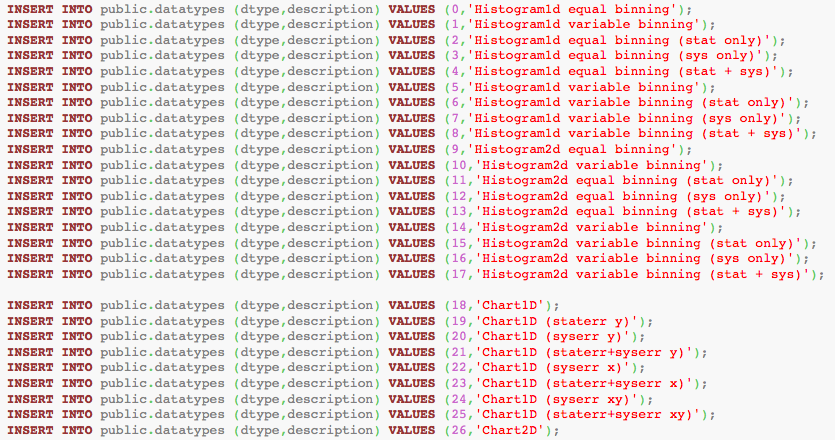 INSERT INTO public.datatypes (dtype,description) VALUES (0,'Histogram1d equal binning');
INSERT INTO public.datatypes (dtype,description) VALUES (1,'Histogram1d variable binning');
INSERT INTO public.datatypes (dtype,description) VALUES (2,'Histogram1d equal binning (stat only)');
INSERT INTO public.datatypes (dtype,description) VALUES (3,'Histogram1d equal binning (sys only)');
INSERT INTO public.datatypes (dtype,description) VALUES (4,'Histogram1d equal binning (stat + sys)');
INSERT INTO public.datatypes (dtype,description) VALUES (5,'Histogram1d variable binning');
INSERT INTO public.datatypes (dtype,description) VALUES (6,'Histogram1d variable binning (stat only)');
INSERT INTO public.datatypes (dtype,description) VALUES (7,'Histogram1d variable binning (sys only)');
INSERT INTO public.datatypes (dtype,description) VALUES (8,'Histogram1d variable binning (stat + sys)');
INSERT INTO public.datatypes (dtype,description) VALUES (9,'Histogram2d equal binning');
INSERT INTO public.datatypes (dtype,description) VALUES (10,'Histogram2d variable binning');
INSERT INTO public.datatypes (dtype,description) VALUES (11,'Histogram2d equal binning (stat only)');
INSERT INTO public.datatypes (dtype,description) VALUES (12,'Histogram2d equal binning (sys only)');
INSERT INTO public.datatypes (dtype,description) VALUES (13,'Histogram2d equal binning (stat + sys)');
INSERT INTO public.datatypes (dtype,description) VALUES (14,'Histogram2d variable binning');
INSERT INTO public.datatypes (dtype,description) VALUES (15,'Histogram2d variable binning (stat only)');
INSERT INTO public.datatypes (dtype,description) VALUES (16,'Histogram2d variable binning (sys only)');
INSERT INTO public.datatypes (dtype,description) VALUES (17,'Histogram2d variable binning (stat + sys)');
INSERT INTO public.datatypes (dtype,description) VALUES (18,'Chart1D');
INSERT INTO public.datatypes (dtype,description) VALUES (19,'Chart1D (staterr y)');
INSERT INTO public.datatypes (dtype,description) VALUES (20,'Chart1D (syserr y)');
INSERT INTO public.datatypes (dtype,description) VALUES (21,'Chart1D (staterr+syserr y)');
INSERT INTO public.datatypes (dtype,description) VALUES (22,'Chart1D (syserr x)');
INSERT INTO public.datatypes (dtype,description) VALUES (23,'Chart1D (staterr+syserr x)');
INSERT INTO public.datatypes (dtype,description) VALUES (24,'Chart1D (syserr xy)');
INSERT INTO public.datatypes (dtype,description) VALUES (25,'Chart1D (staterr+syserr xy)');
INSERT INTO public.datatypes (dtype,description) VALUES (26,'Chart2D');